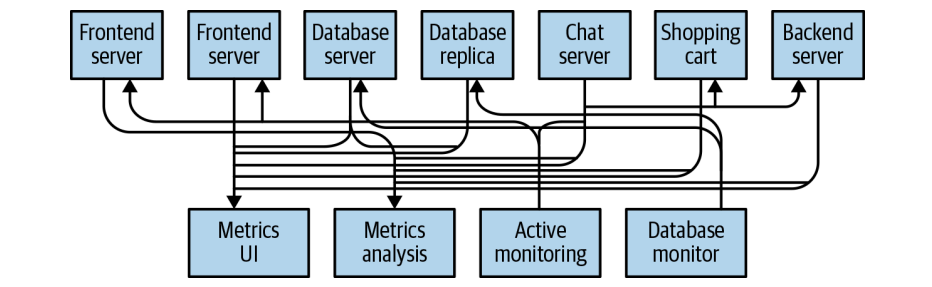 Frontend
server
Frontend
server
Database
server
Database
replica
Chat
server
Shopping
cart
Backend
server
Metrics
UI
Metrics
analysis
Active
monitoring
Database
monitor